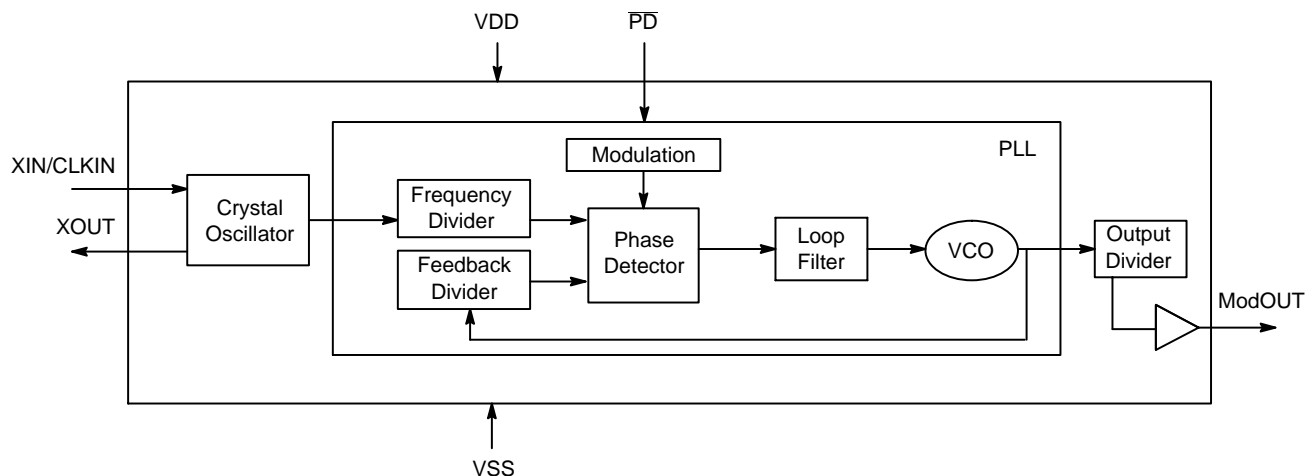 VDD
PD
Modulation
PLL
XIN/CLKIN
XOUT
Crystal
Oscillator
Frequency
Divider
Feedback
Divider
Phase
Detector
Loop
Filter
VCO
Output
Divider
ModOUT
VSS